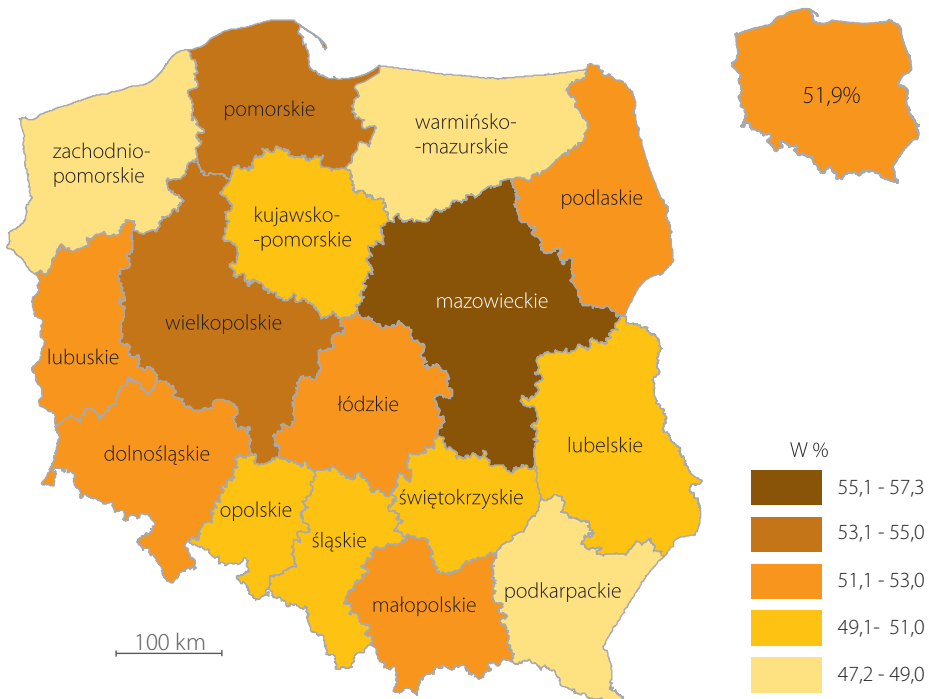 pomorskie
warmińsko-
-mazurskie
zachodnio-
pomorskie
podlaskie
kujawsko-
-pomorskie
mazowieckie
wielkopolskie
lubuskie
łódzkie
dolnośląskie
lubelskie
opolskie
świętokrzyskie
śląskie
małopolskie
podkarpackie
100 km
51,9%
W %
55,1 - 57,3
53,1 - 55,0
51,1 - 53,0
49,1- 51,0
47,2 - 49,0